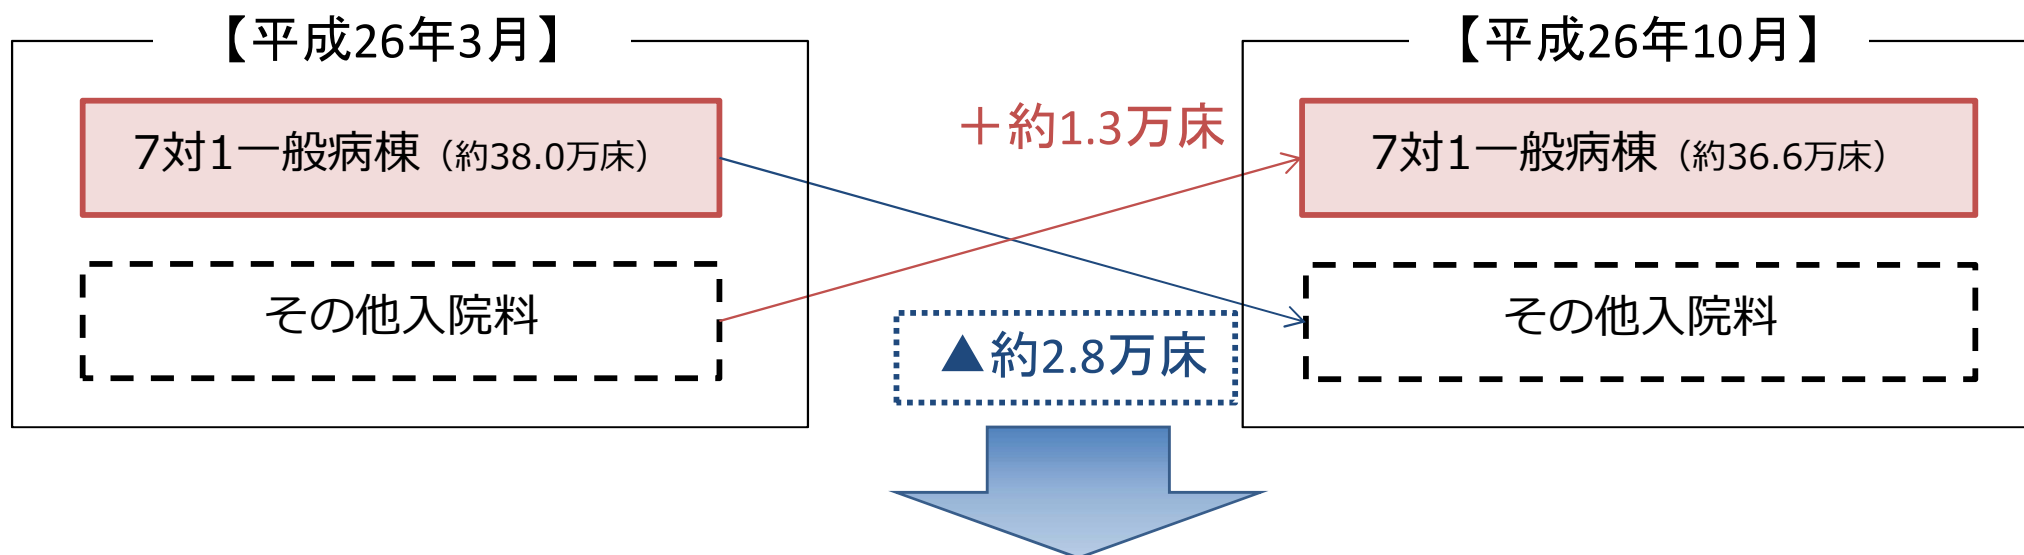 【平成26年3月】
【平成26年10月】
7対1一般病棟（約38.0万床）
＋約1.3万床
7対1一般病棟（約36.6万床）
その他入院料
▲約2.8万床
その他入院料